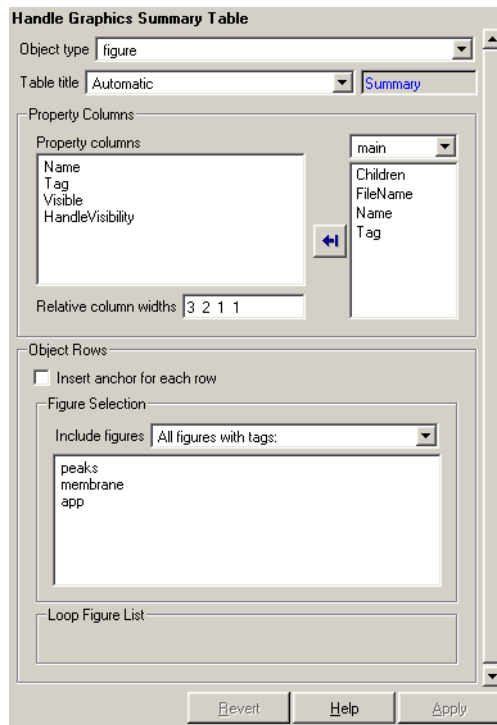 Handle Graphics Summary Table
Object type figure
Table title Automatic Summary
Property Columns
Property columns
Name
Tag
Visible
HandleVisibility
main
Children
FileName
Name
Tag
Relative column widths 3 2 1 1
Object Rows
Insert anchor for each row
Figure Selection
Include figures All figures with tags:
peaks
membrane
app
Loop Figure List
Revert Help Apply